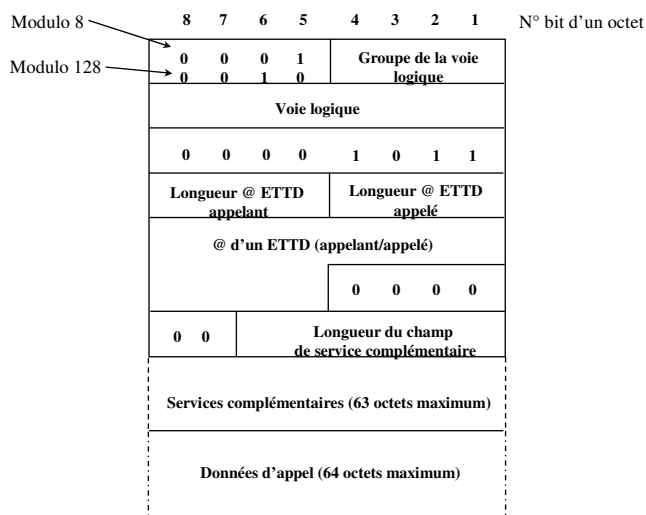 8 7 6 5 4 3 2 1 N° bit d'un octet
Modulo 8
0 0 0 1 Groupe de la voie
Modulo 128
0 0 1 0 logique
Voie logique
0 0 0 0 1 0 1 1
Longueur @ ETTD
appelant
Longueur @ ETTD
appelé
@ d'un ETTD (appelant/appelé)
0 0 0 0
0 0
Longueur du champ
de service complémentaire
Services complémentaires (63 octets maximum)
Données d'appel (64 octets maximum)